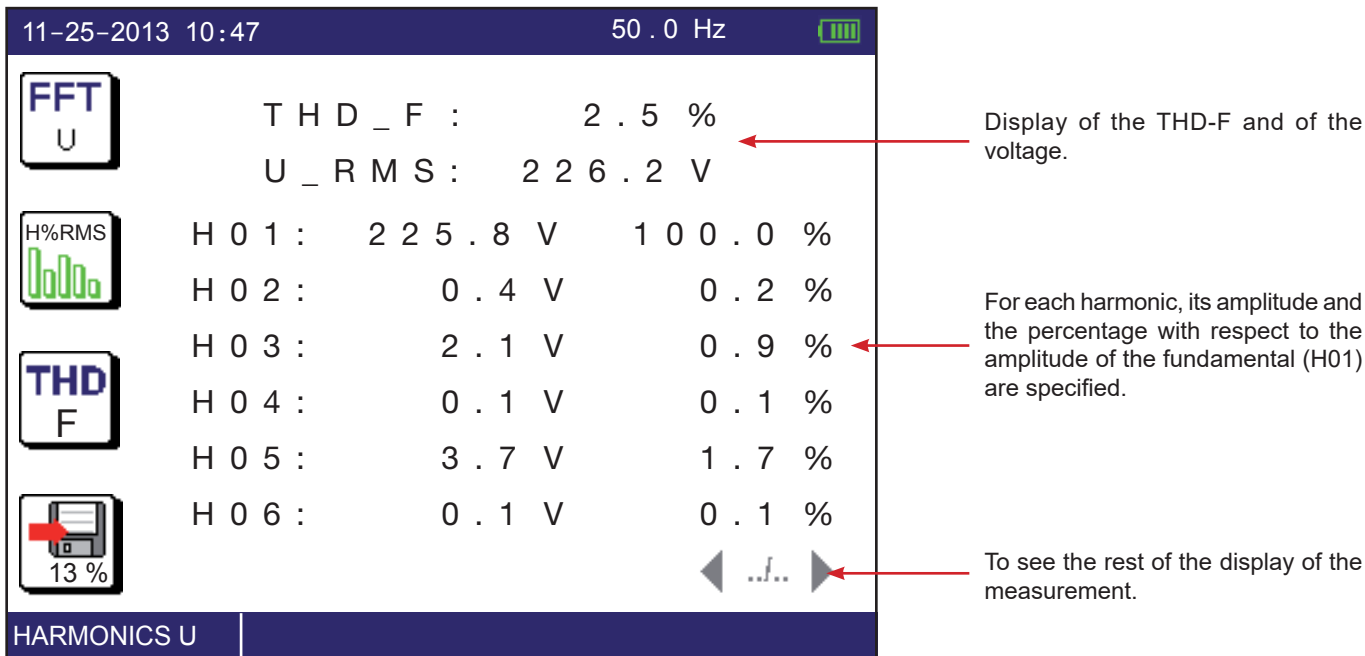 11-25-2013 10:47 50.0 Hz
FFT
U
THD_F: 2.5 %
U_RMS: 226.2 V
H%RMS
H01: 225.8 V 100.0 %
H02: 0.4 V 0.2 %
H03: 2.1 V 0.9 %
THD
F
H04: 0.1 V 0.1 %
H05: 3.7 V 1.7 %
H06: 0.1 V 0.1 %
13 %
../..
HARMONICS U
Display of the THD-F and of the
voltage.
For each harmonic, its amplitude and
the percentage with respect to the
amplitude of the fundamental (H01)
are specified.
To see the rest of the display of the
measurement.